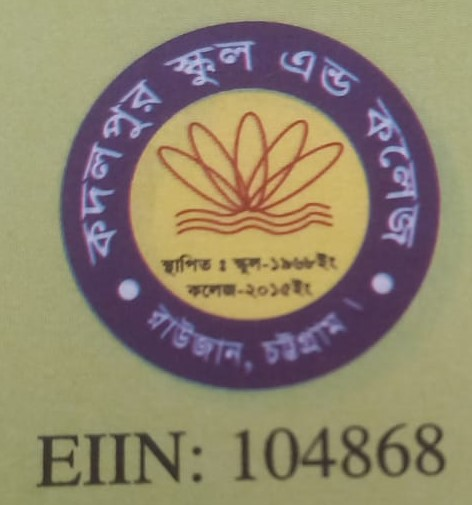 কদলপুর স্কুল এন্ড কলেজ
স্থাপিত ঃ স্কুল-১৯৬৮ইং
কলেজ-২০১৫ইং
রাউজান, চট্টগ্রাম।
EIIN: 104868